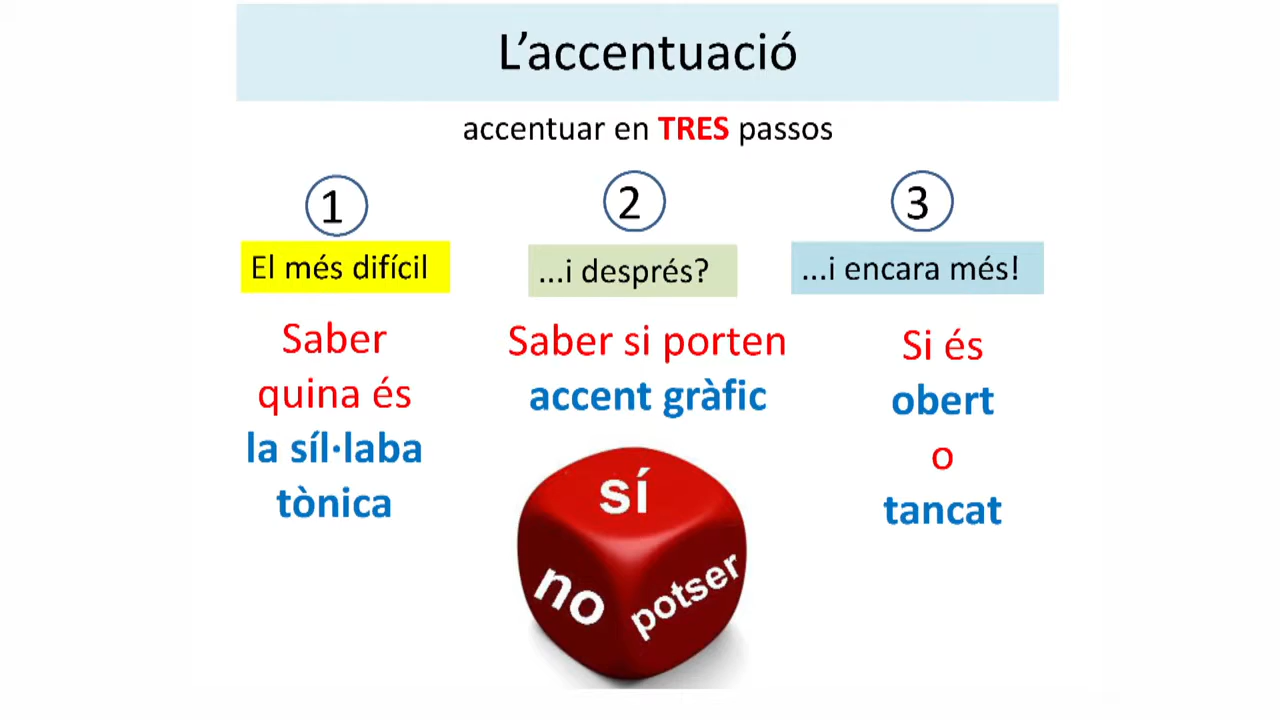 L’accentuació
accentuar en TRES passos
1
El més difícil
Saber
quina és
la síl·laba
tònica
2
...i després?
Saber si porten
accent gràfic
sí
no
potser
3
...i encara més!
Si és
obert
o
tancat